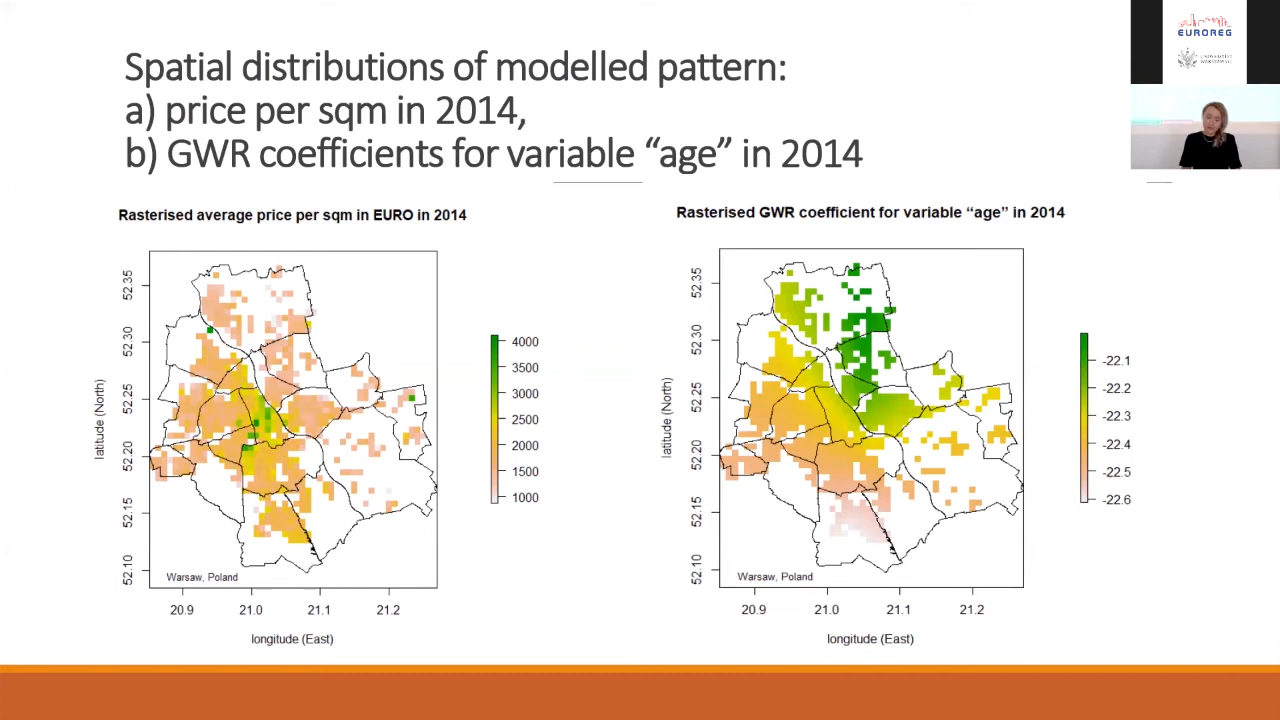 Spatial distributions of modelled pattern:
a) price per sqm in 2014,
b) GWR coefficients for variable “age” in 2014
EUROREG
UNIWERSYTET
WARSZAWSKI
Rasterised average price per sqm in EURO in 2014
latitude (North)
52.35
52.30
52.25
52.20
52.15
52.10
Warsaw, Poland
20.9
21.0
21.1
21.2
longitude (East)
4000
3500
3000
2500
2000
1500
1000
Rasterised GWR coefficient for variable “age” in 2014
latitude (North)
52.35
52.30
52.25
52.20
52.15
52.10
Warsaw, Poland
20.9
21.0
21.1
21.2
longitude (East)
-22.1
-22.2
-22.3
-22.4
-22.5
-22.6